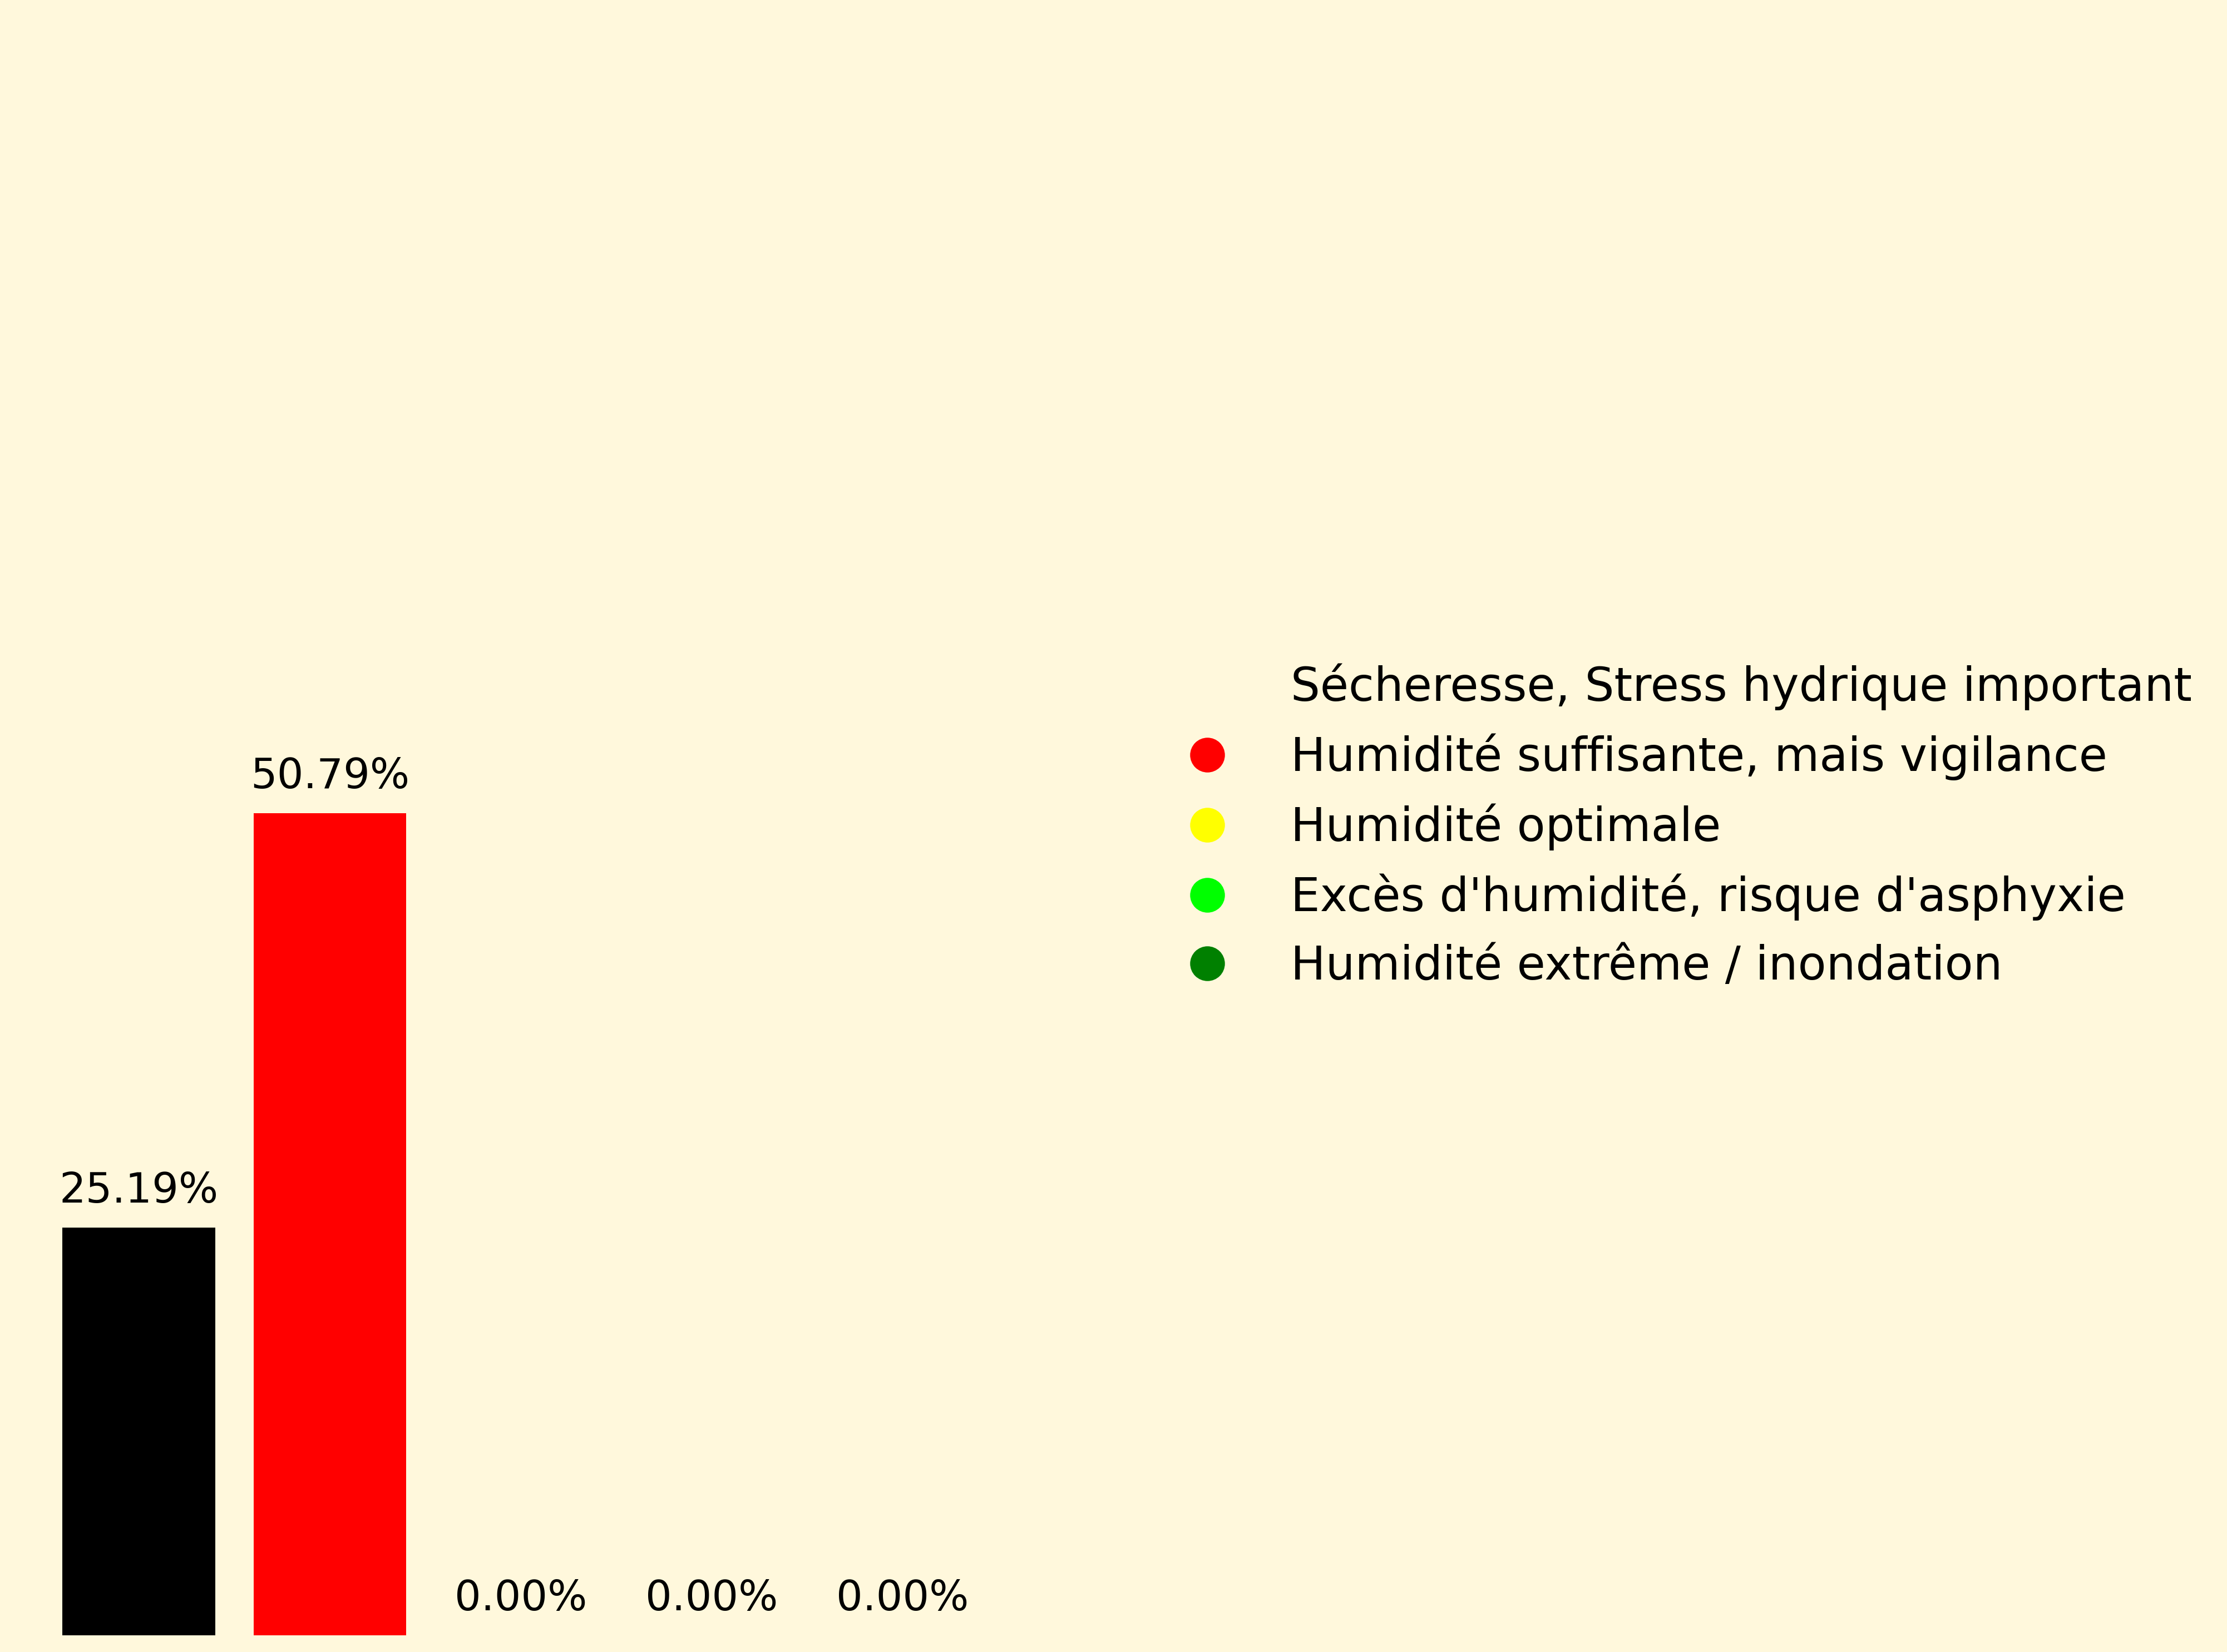 Sécheresse, Stress hydrique important
Humidité suffisante, mais vigilance
50.79%
Humidité optimale
Excès d'humidité, risque d'asphyxie
Humidité extrême / inondation
25.19%
0.00%
0.00%
0.00%